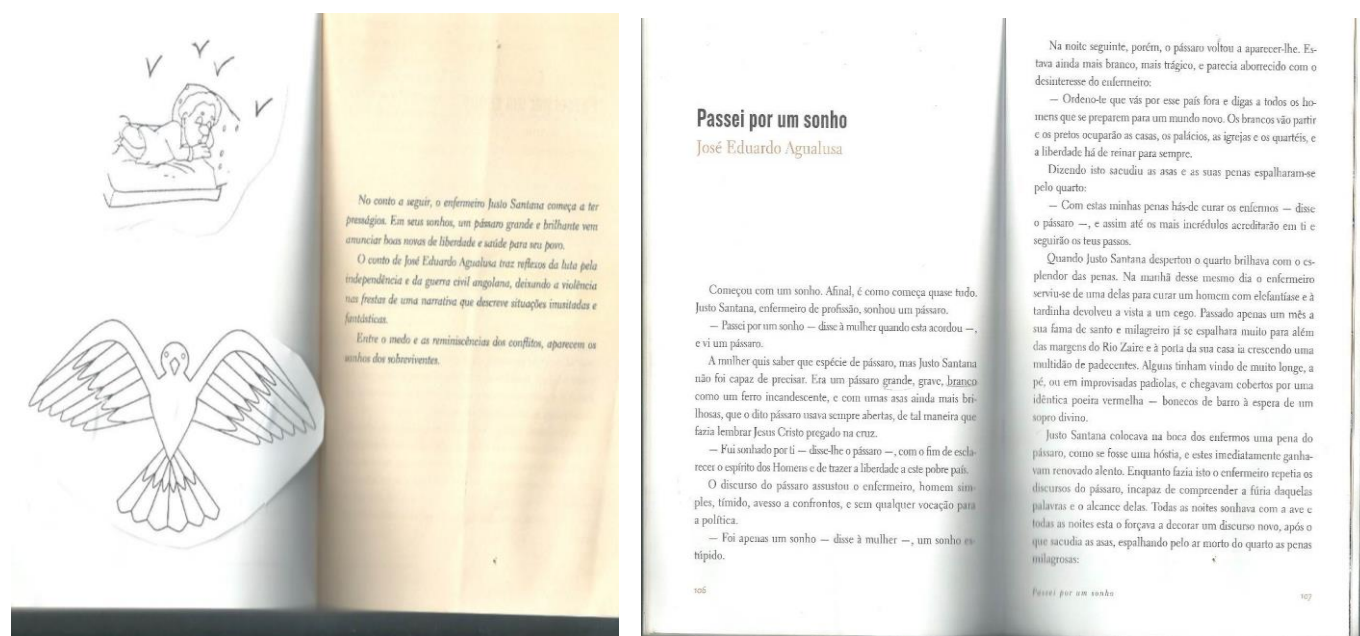 No conto a seguir, o enfermeiro Justo Santana começa a ter
presságios. Em seus sonhos, um pássaro grande e brilhante vem
anunciar boas novas de liberdade e saúde para seu povo.
O conto de José Eduardo Agualusa traz reflexos da luta pela
independência e da guerra civil angolana, deixando a violência
nas frestas de uma narrativa que descreve situações inusitadas e
fantásticas.
Entre o medo e as reminiscências dos conflitos, aparecem os
sonhos dos sobreviventes.
Passei por um sonho
José Eduardo Agualusa
Começou com um sonho. Afinal, é como começa quase tudo.
Justo Santana, enfermeiro de profissão, sonhou um pássaro.
— Passei por um sonho — disse à mulher quando esta acordou —,
e vi um pássaro.
A mulher quis saber que espécie de pássaro, mas Justo Santana
não foi capaz de precisar. Era um pássaro grande, grave, branco
como um ferro incandescente, e com umas asas ainda mais bri-
lhosas, que o dito pássaro usava sempre abertas, de tal maneira que
fazia lembrar Jesus Cristo pregado na cruz.
— Fui sonhado por ti — disse-lhe o pássaro —, com o fim de escla-
recer o espírito dos Homens e de trazer a liberdade a este pobre país.
O discurso do pássaro assustou o enfermeiro, homem sim-
ples, tímido, avesso a confrontos, e sem qualquer vocação para
a política.
— Foi apenas um sonho — disse à mulher —, um sonho es-
túpido.
106
Na noite seguinte, porém, o pássaro voltou a aparecer-lhe. Es-
tava ainda mais branco, mais trágico, e parecia aborrecido com o
desinteresse do enfermeiro:
— Ordeno-te que vás por esse país fora e digas a todos os ho-
mens que se preparem para um mundo novo. Os brancos vão partir
e os pretos ocuparão as casas, os palácios, as igrejas e os quartéis, e
a liberdade há de reinar para sempre.
Dizendo isto sacudiu as asas e as suas penas espalharam-se
pelo quarto:
— Com estas minhas penas hás-de curar os enfermos — disse
o pássaro —, e assim até os mais incrédulos acreditarão em ti e
seguirão os teus passos.
Quando Justo Santana despertou o quarto brilhava com o es-
plendor das penas. Na manhã desse mesmo dia o enfermeiro
serviu-se de uma delas para curar um homem com elefantíase e à
tardinha devolveu a vista a um cego. Passado apenas um mês a
sua fama de santo e milagreiro já se espalhara muito para além
das margens do Rio Zaire e à porta da sua casa ia crescendo uma
multidão de padecentes. Alguns tinham vindo de muito longe, a
pé, ou em improvisadas padiolas, e chegavam cobertos por uma
idêntica poeira vermelha — bonecos de barro à espera de um
sopro divino.
Justo Santana colocava na boca dos enfermos uma pena do
pássaro, como se fosse uma hóstia, e estes imediatamente ganha-
vam renovado alento. Enquanto fazia isto o enfermeiro repetia os
discursos do pássaro, incapaz de compreender a fúria daquelas
palavras e o alcance delas. Todas as noites sonhava com a ave e
todas as noites esta o forçava a decorar um discurso novo, após o
que sacudia as asas, espalhando pelo ar morto do quarto as penas
milagrosas:
Passei por um sonho
107